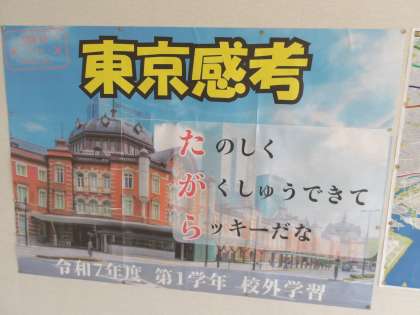 東京感考
たのしく
がくしゅうできて
らッキーだな
令和7年度 第1学年 校外学習